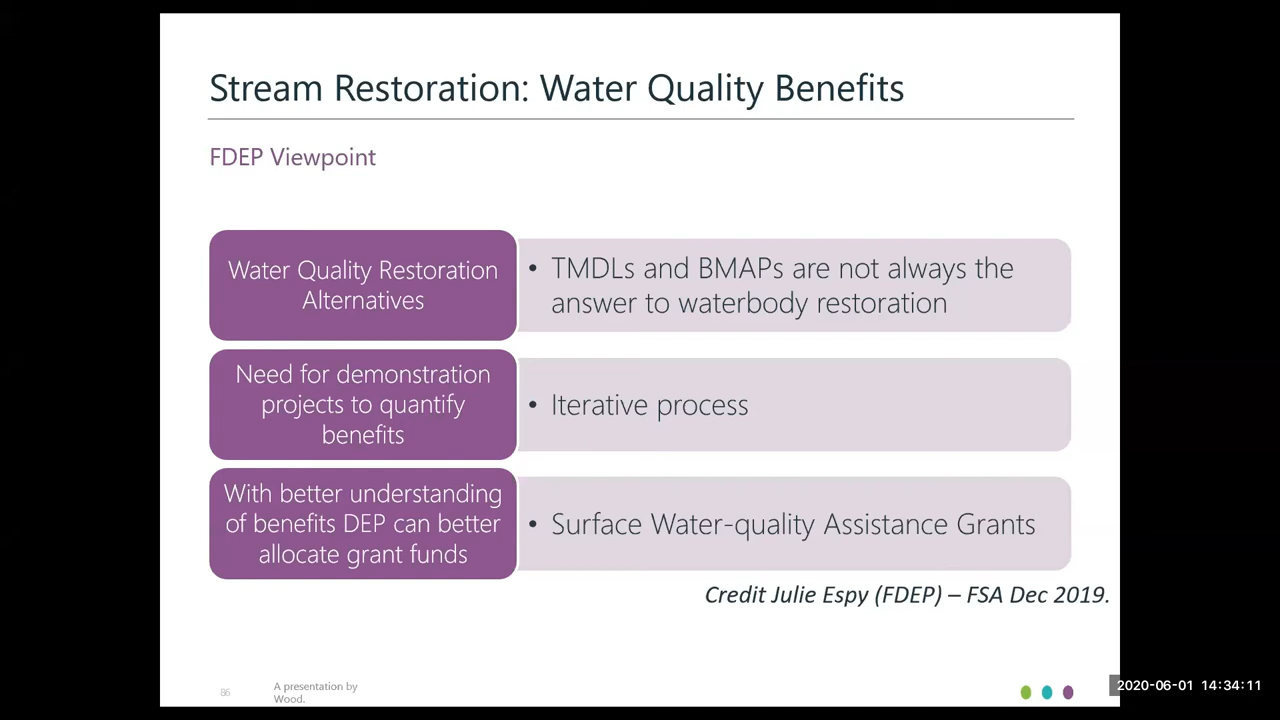 Stream Restoration: Water Quality Benefits
FDEP Viewpoint
Water Quality Restoration
Alternatives
• TMDLs and BMAPs are not always the
answer to waterbody restoration
Need for demonstration
projects to quantify
benefits
• Iterative process
With better understanding
of benefits DEP can better
allocate grant funds
• Surface Water-quality Assistance Grants
Credit Julie Espy (FDEP) – FSA Dec 2019.
86
A presentation by
Wood.
2020-06-01 14:34:11